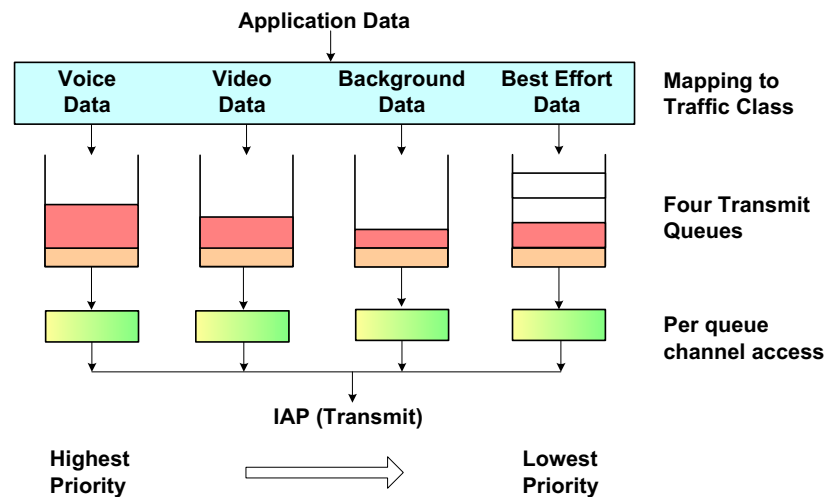 Application Data
Voice
Data
Video
Data
Background
Data
Best Effort
Data
Mapping to
Traffic Class
Four Transmit
Queues
Per queue
channel access
IAP (Transmit)
Highest
Priority
Lowest
Priority